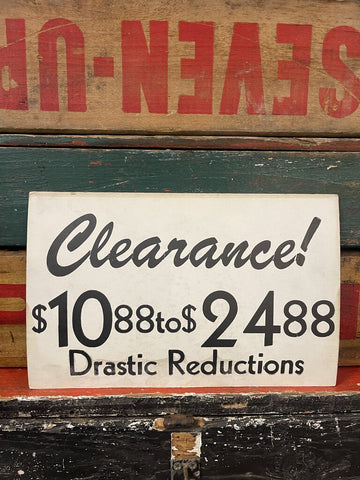 SEVEN-UP
Clearance!
$10 88 to $24 88
Drastic Reductions